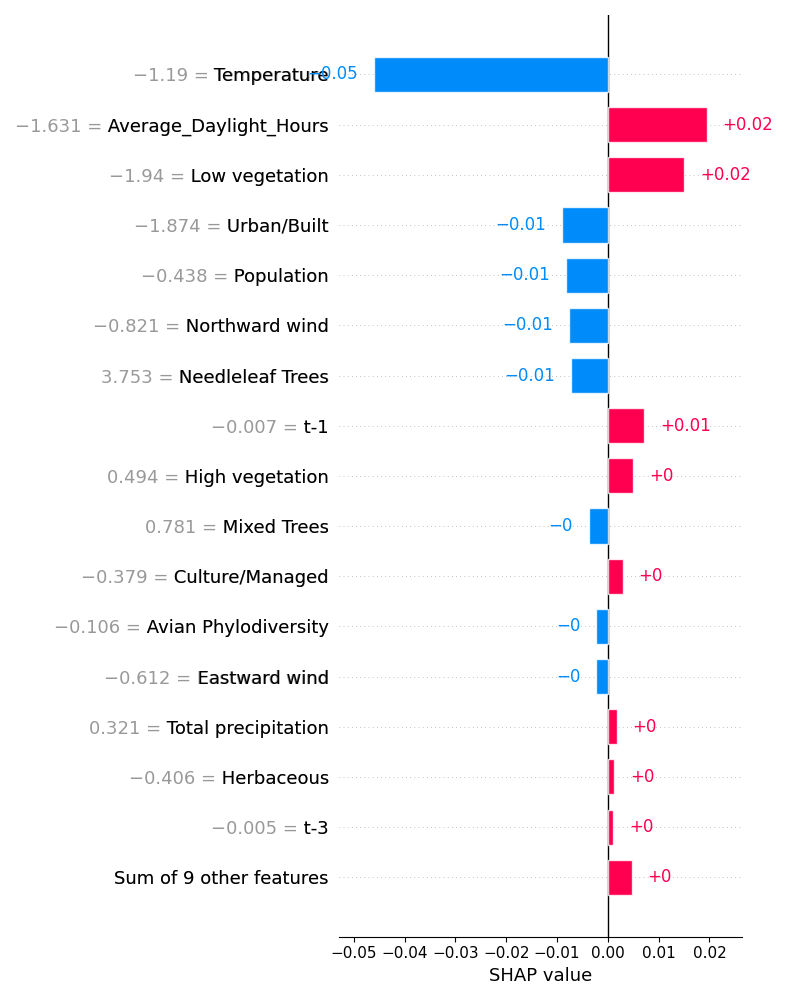 −1.19 = Temperature −0.05
−1.631 = Average_Daylight_Hours +0.02
−1.94 = Low vegetation +0.02
−1.874 = Urban/Built −0.01
−0.438 = Population −0.01
−0.821 = Northward wind −0.01
3.753 = Needleleaf Trees −0.01
−0.007 = t-1 +0.01
0.494 = High vegetation +0
0.781 = Mixed Trees −0
−0.379 = Culture/Managed +0
−0.106 = Avian Phylodiversity −0
−0.612 = Eastward wind −0
0.321 = Total precipitation +0
−0.406 = Herbaceous +0
−0.005 = t-3 +0
Sum of 9 other features +0
−0.05 −0.04 −0.03 −0.02 −0.01 0.00 0.01 0.02
SHAP value